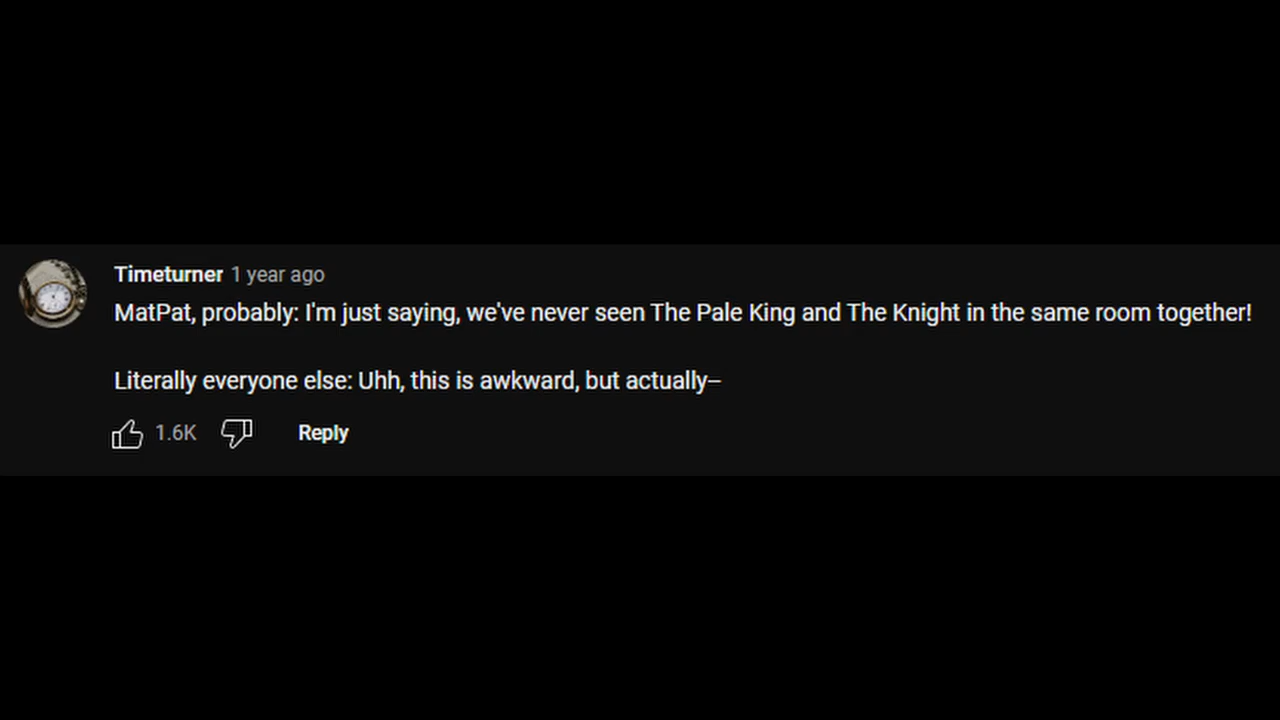 Timeturner 1 year ago
MatPat, probably: I'm just saying, we've never seen The Pale King and The Knight in the same room together!
Literally everyone else: Uhh, this is awkward, but actually–
1.6K Reply